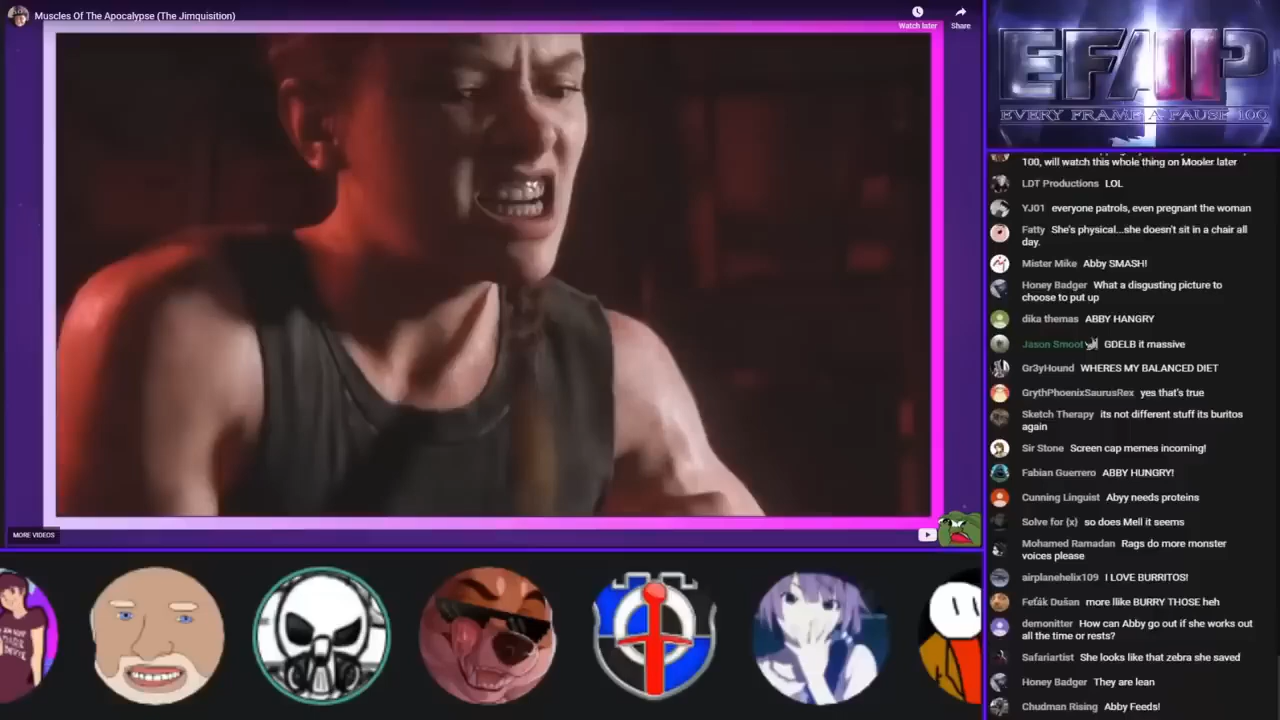 Muscles Of The Apocalypse (The Jimquisition)
Watch later
Share
MORE VIDEOS
EFAP
EVERY FRAME A PAUSE 100
100, will watch this whole thing on Mooler later
LDT Productions LOL
YJ01 everyone patrols, even pregnant the woman
Fatty She's physical...she doesn't sit in a chair all
day.
Mister Mike Abby SMASH!
Honey Badger What a disgusting picture to
choose to put up
dika themas ABBY HANGRY
Jason Smoot GDELB it massive
Gr3yHound WHERES MY BALANCED DIET
GrythPhoenixSaurusRex yes that's true
Sketch Therapy its not different stuff its buritos
again
Sir Stone Screen cap memes incoming!
Fabian Guerrero ABBY HUNGRY!
Cunning Linguist Abyy needs proteins
Solve for {x} so does Mell it seems
Mohamed Ramadan Rags do more monster
voices please
airplanehelix109 I LOVE BURRITOS!
Feťák Dušan more llike BURRY THOSE heh
demonitter How can Abby go out if she works out
all the time or rests?
Safariartist She looks like that zebra she saved
Honey Badger They are lean
Chudman Rising Abby Feeds!